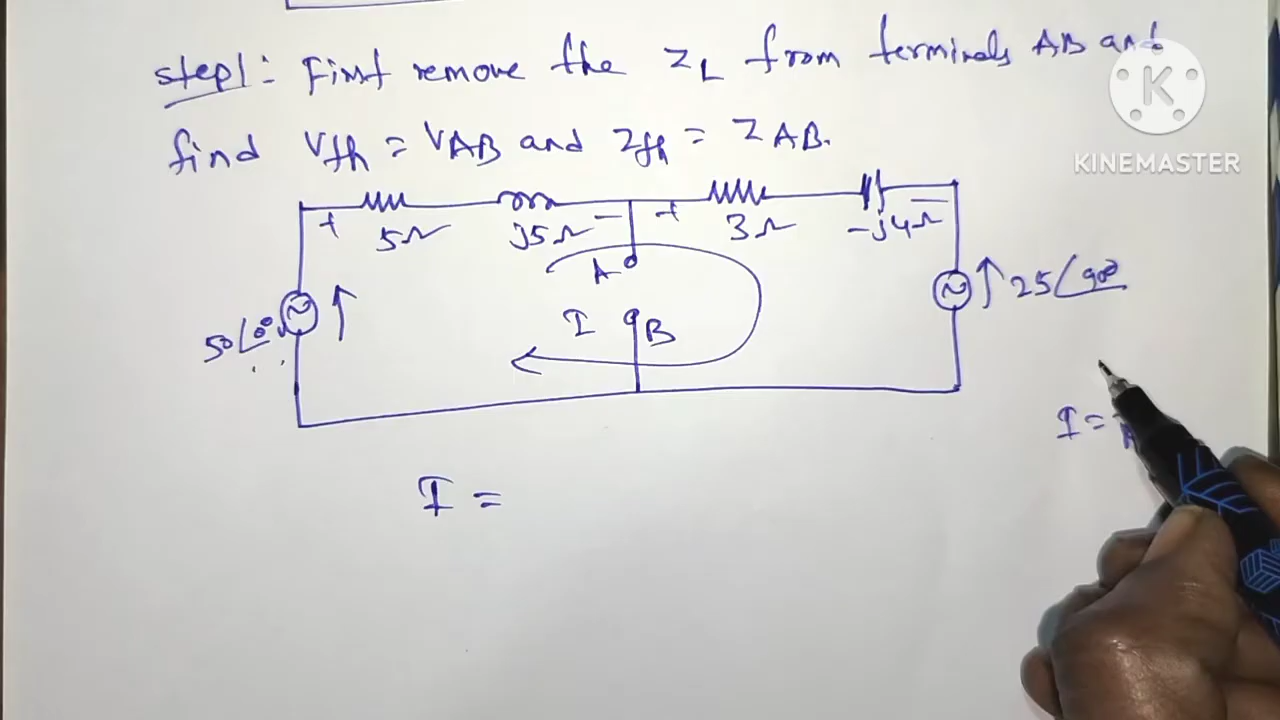 step1: First remove the ZL from terminals AB and
find Vth = VAB and Zth = ZAB.
K
KINEMASTER
+ 5Ω j5Ω - + 3Ω -j4Ω -
A
50∠0° I B 25∠90°
I =
I =